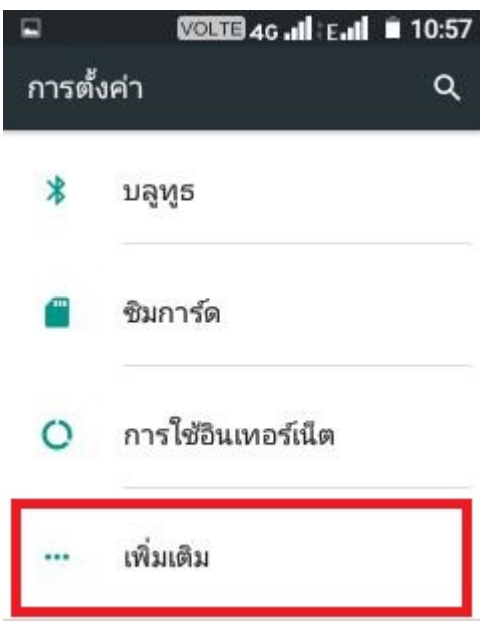 VOLTE 4G E 10:57
การตั้งค่า
บลูทูธ
ซิมการ์ด
การใช้อินเทอร์เน็ต
เพิ่มเติม